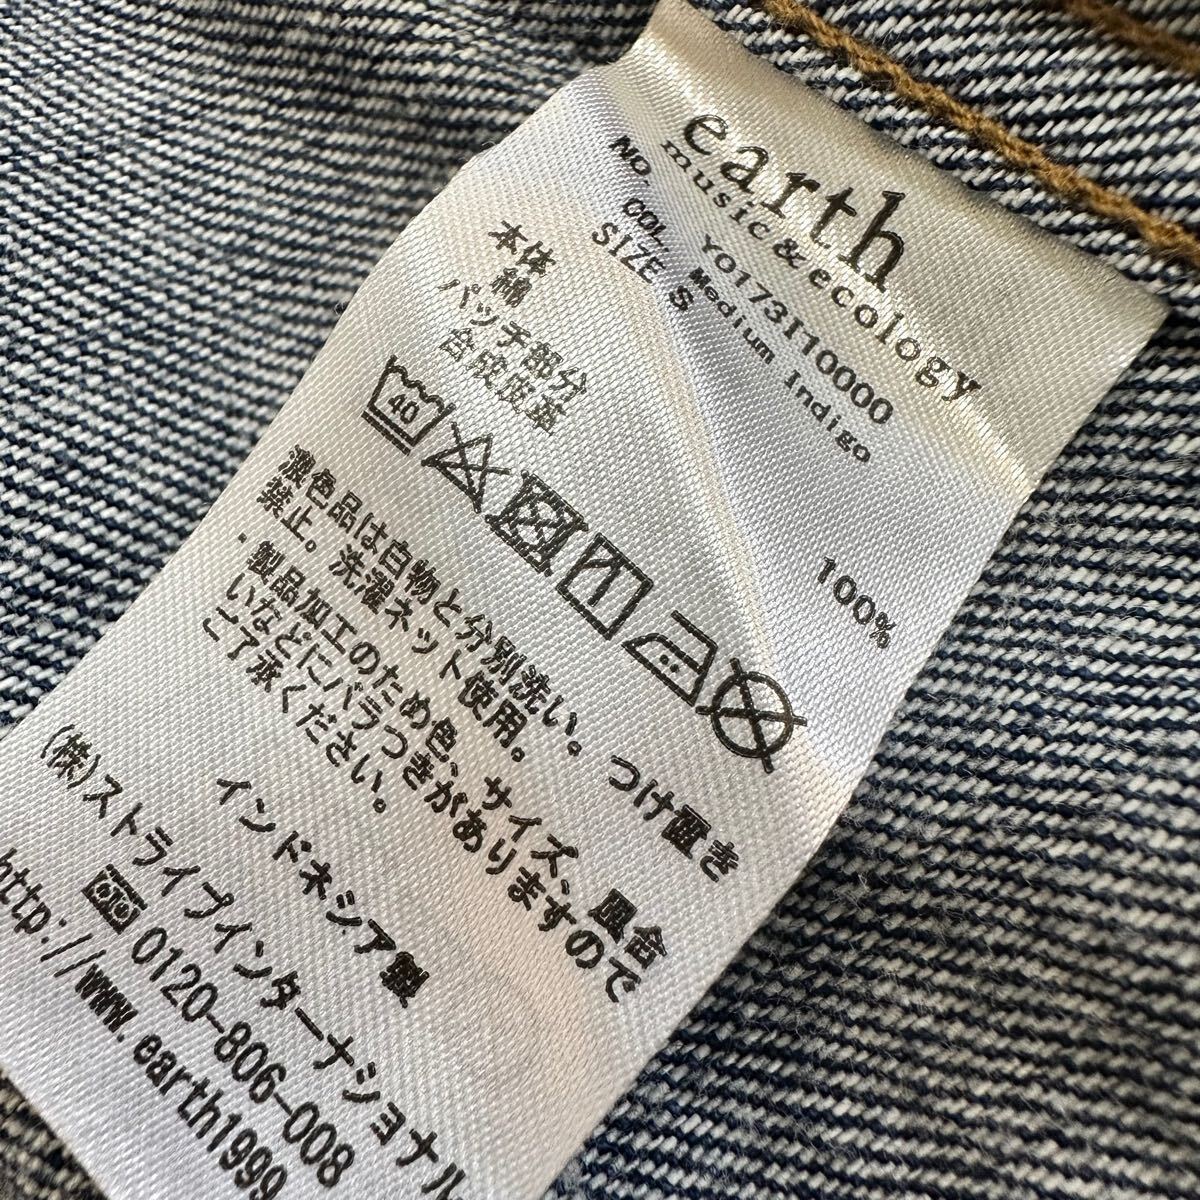 earth
music&ecology
NO. YO173I10000
COL. Medium Indigo
SIZE S
本体
綿 100%
パッチ部分
合成皮革
40
濃色品は白物と分別洗い。つけ置き
禁止。洗濯ネット使用。
・製品加工のため色、サイズ、風合
いなどにバラつきがありますので
ご了承ください。
インドネシア製
(株)ストライプインターナショナル
0120-806-008
http://www.earth1999